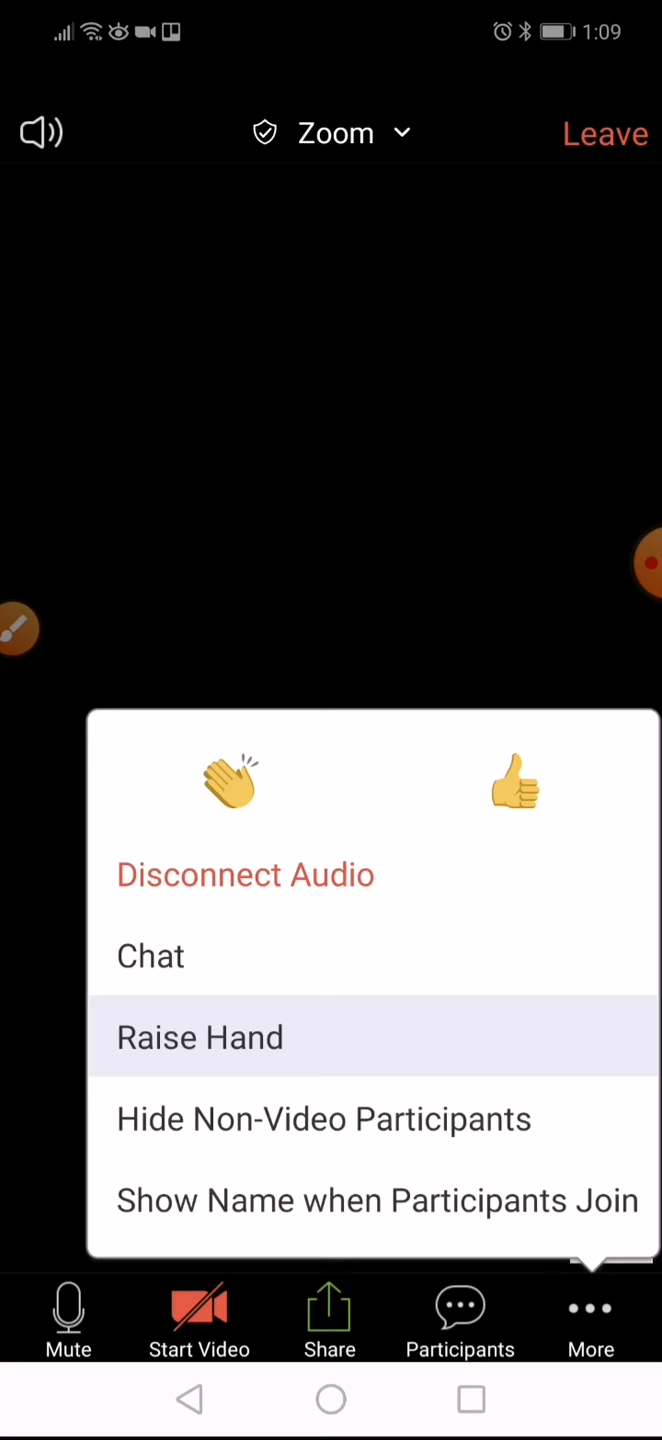 1:09
Zoom
Leave
Disconnect Audio
Chat
Raise Hand
Hide Non-Video Participants
Show Name when Participants Join
Mute
Start Video
Share
Participants
More